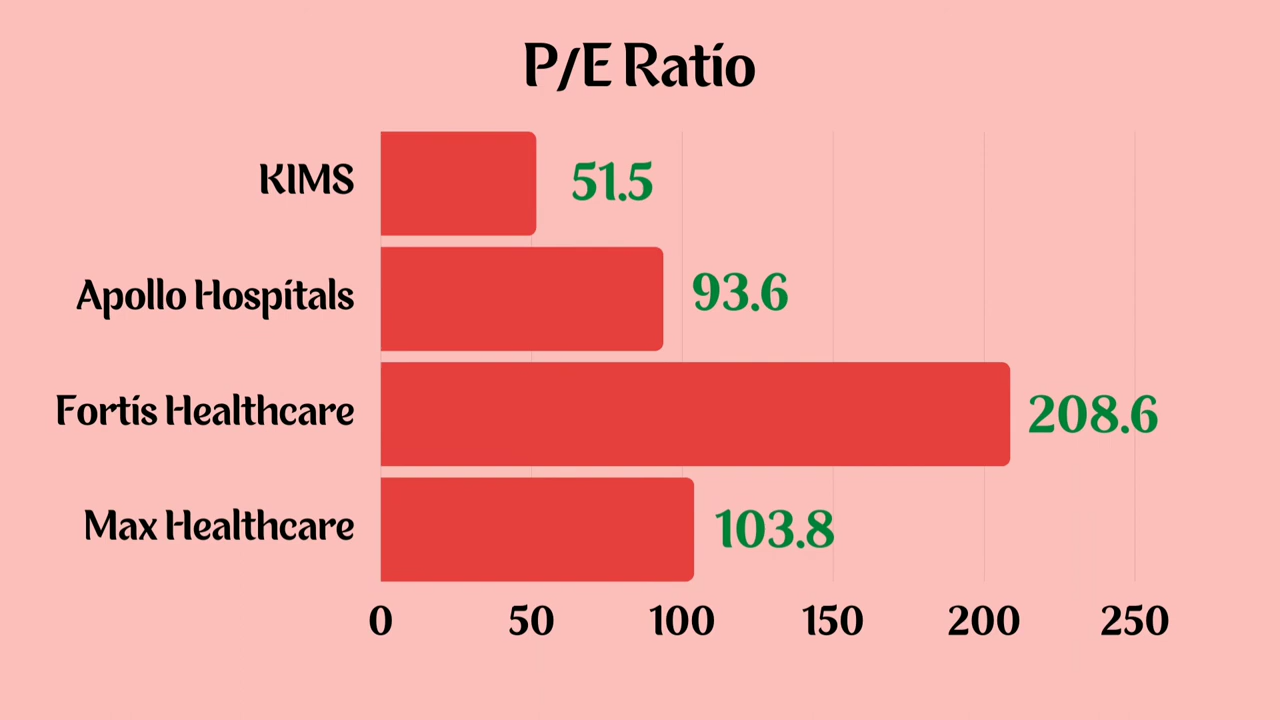 P/E Ratio
KIMS 51.5
Apollo Hospitals 93.6
Fortis Healthcare 208.6
Max Healthcare 103.8
0 50 100 150 200 250